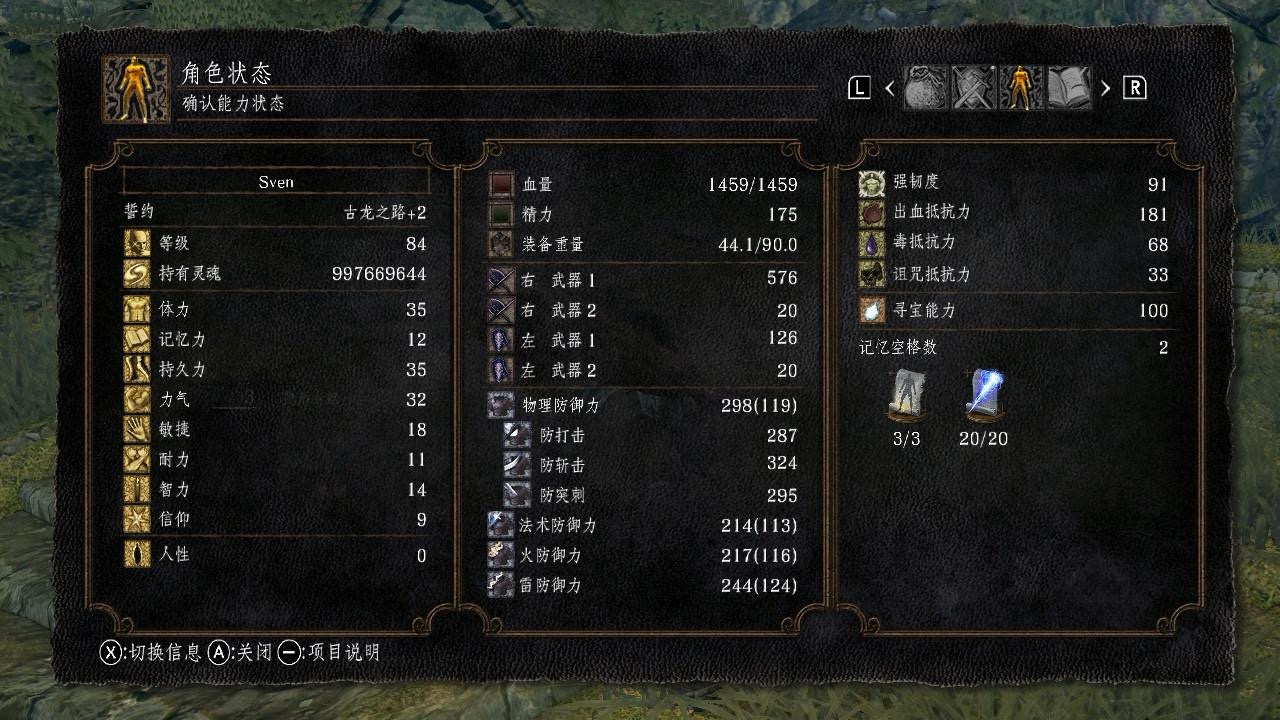 角色状态
确认能力状态
L
R
Sven
誓约 古龙之路+2
等级 84
持有灵魂 997669644
体力 35
记忆力 12
持久力 35
力气 32
敏捷 18
耐力 11
智力 14
信仰 9
人性 0
血量 1459/1459
精力 175
装备重量 44.1/90.0
右 武器1 576
右 武器2 20
左 武器1 126
左 武器2 20
物理防御力 298(119)
防打击 287
防斩击 324
防突刺 295
法术防御力 214(113)
火防御力 217(116)
雷防御力 244(124)
强韧度 91
出血抵抗力 181
毒抵抗力 68
诅咒抵抗力 33
寻宝能力 100
记忆空格数 2
3/3 20/20
X:切换信息 A:关闭 −:项目说明